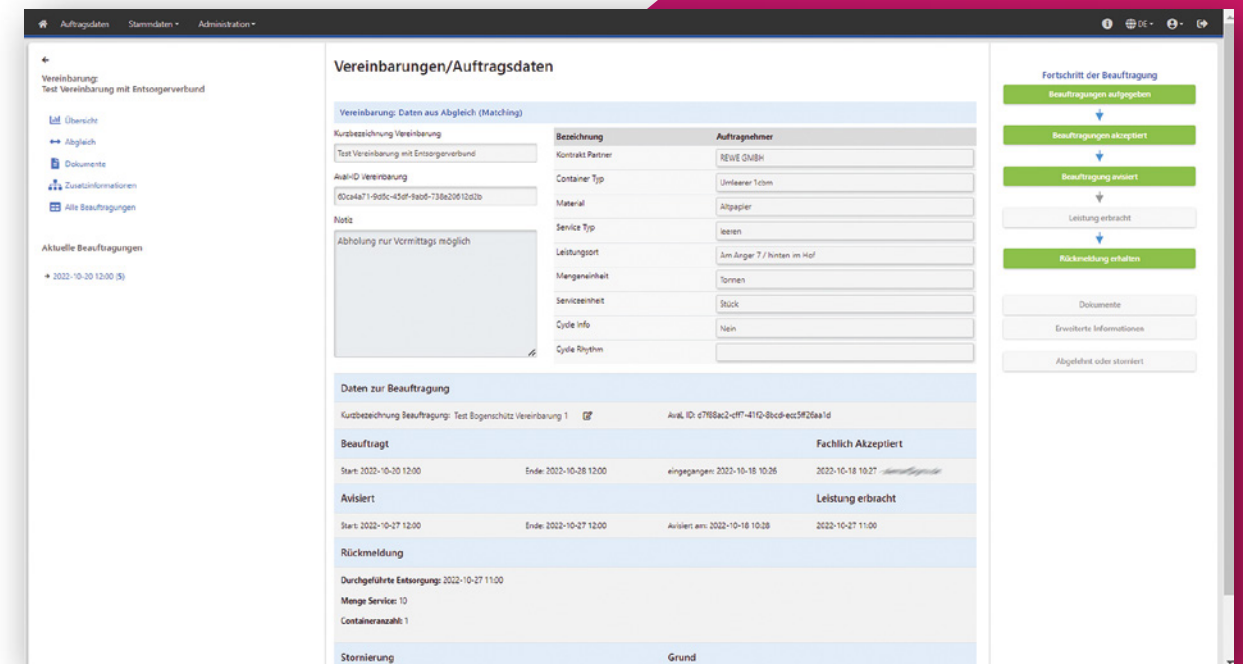 Auftragsdaten Stammdaten Administration DE
Vereinbarung:
Test Vereinbarung mit Entsorgerverbund
Übersicht
Abgleich
Dokumente
Zusatzinformationen
Alle Beauftragungen
Aktuelle Beauftragungen
2022-10-20 12:00 (5)
Vereinbarungen/Auftragsdaten
Vereinbarung: Daten aus Abgleich (Matching)
Kurzbezeichnung Vereinbarung
Test Vereinbarung mit Entsorgerverbund
Aval-ID Vereinbarung
Notiz
Abholung nur Vormittags möglich
Bezeichnung Auftragnehmer
Kontrakt Partner REWE GMBH
Container Typ Umleerer 1cbm
Material Altpapier
Service Typ leeren
Leistungsort Am Anger 7 / hinten im Hof
Mengeneinheit Tonnen
Serviceeinheit Stück
Cycle Info Nein
Cycle Rhythm
Daten zur Beauftragung
Kurzbezeichnung Beauftragung: Test Bogenschütz Vereinbarung 1 AvaL ID: d7f88ac2-cff7-41f2-8bcd-ecc5ff26aa1d
Beauftragt Fachlich Akzeptiert
Start: 2022-10-20 12:00 Ende: 2022-10-28 12:00 eingegangen: 2022-10-18 10:26 2022-10-18 10:27
Avisiert Leistung erbracht
Start: 2022-10-27 12:00 Ende: 2022-10-27 12:00 Avisiert am: 2022-10-18 10:28 2022-10-27 11:00
Rückmeldung
Durchgeführte Entsorgung: 2022-10-27 11:00
Menge Service: 10
Containeranzahl: 1
Stornierung Grund
Fortschritt der Beauftragung
Beauftragungen aufgegeben
Beauftragungen akzeptiert
Beauftragung avisiert
Leistung erbracht
Rückmeldung erhalten
Dokumente
Erweiterte Informationen
Abgelehnt oder storniert